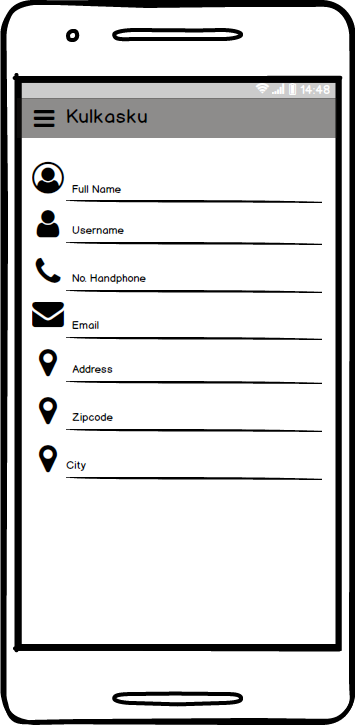 14:48
Kulkasku
Full Name
Username
No. Handphone
Email
Address
Zipcode
City